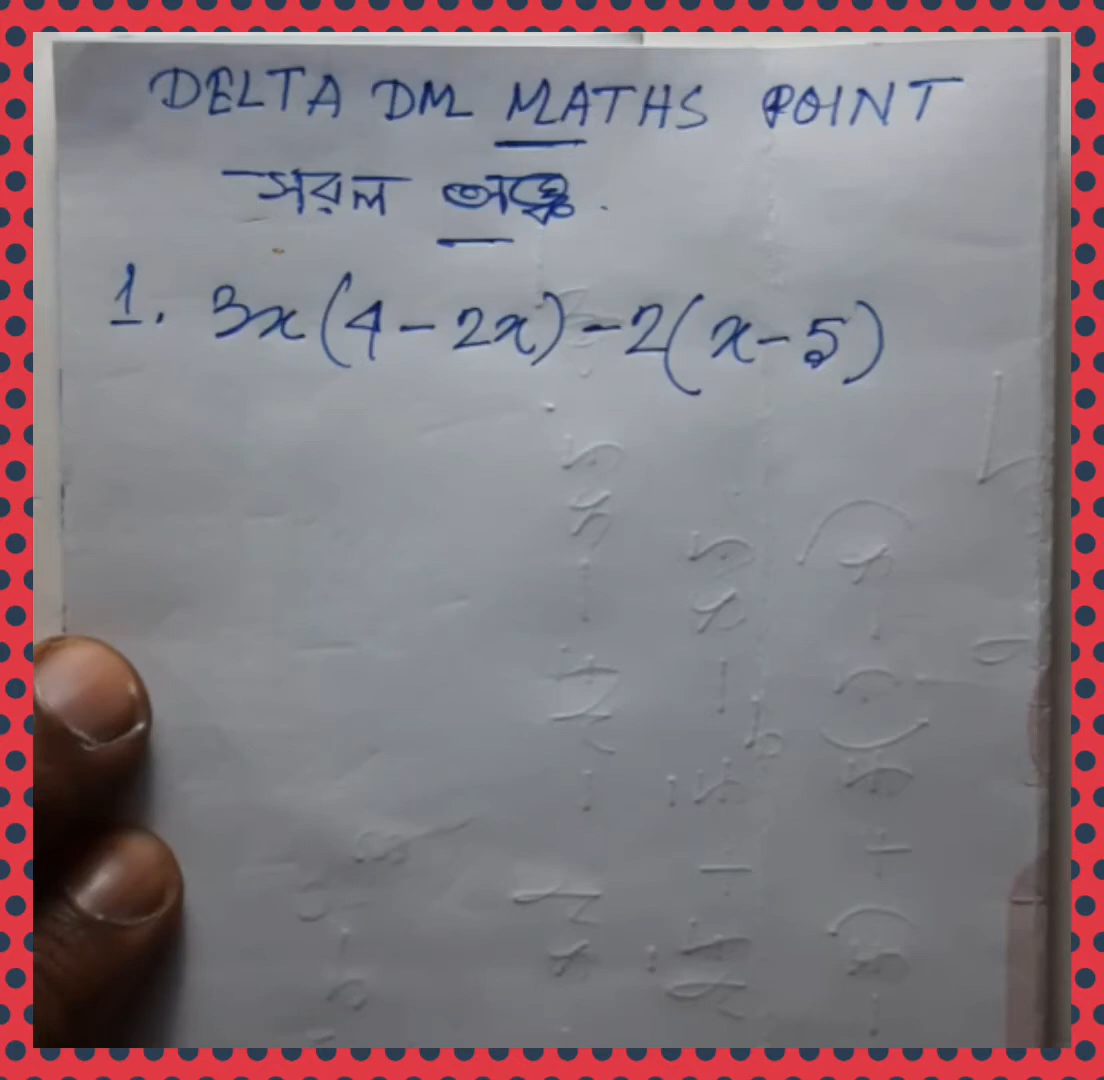 DELTA DM MATHS POINT
সরল অঙ্ক.
1. 3x(4-2x)-2(x-5)